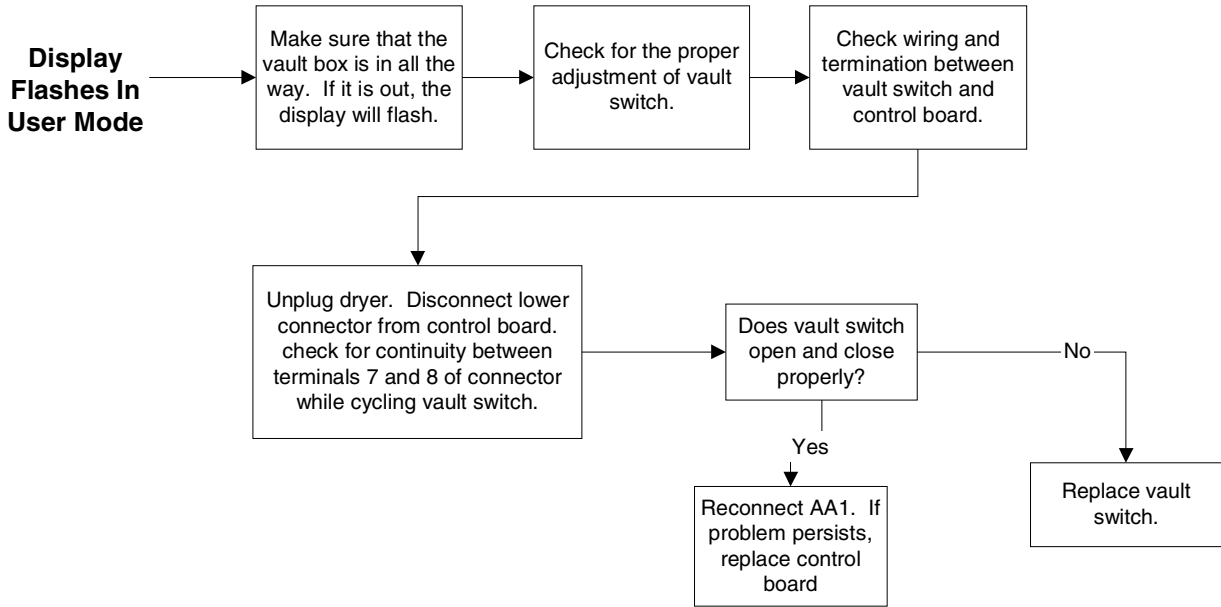 Display
Flashes In
User Mode
Make sure that the
vault box is in all the
way.  If it is out, the
display will flash.
Check for the proper
adjustment of vault
switch.
Check wiring and
termination between
vault switch and
control board.
Unplug dryer.  Disconnect lower
connector from control board.
check for continuity between
terminals 7 and 8 of connector
while cycling vault switch.
Does vault switch
open and close
properly?
No
Yes
Reconnect AA1.  If
problem persists,
replace control
board
Replace vault
switch.